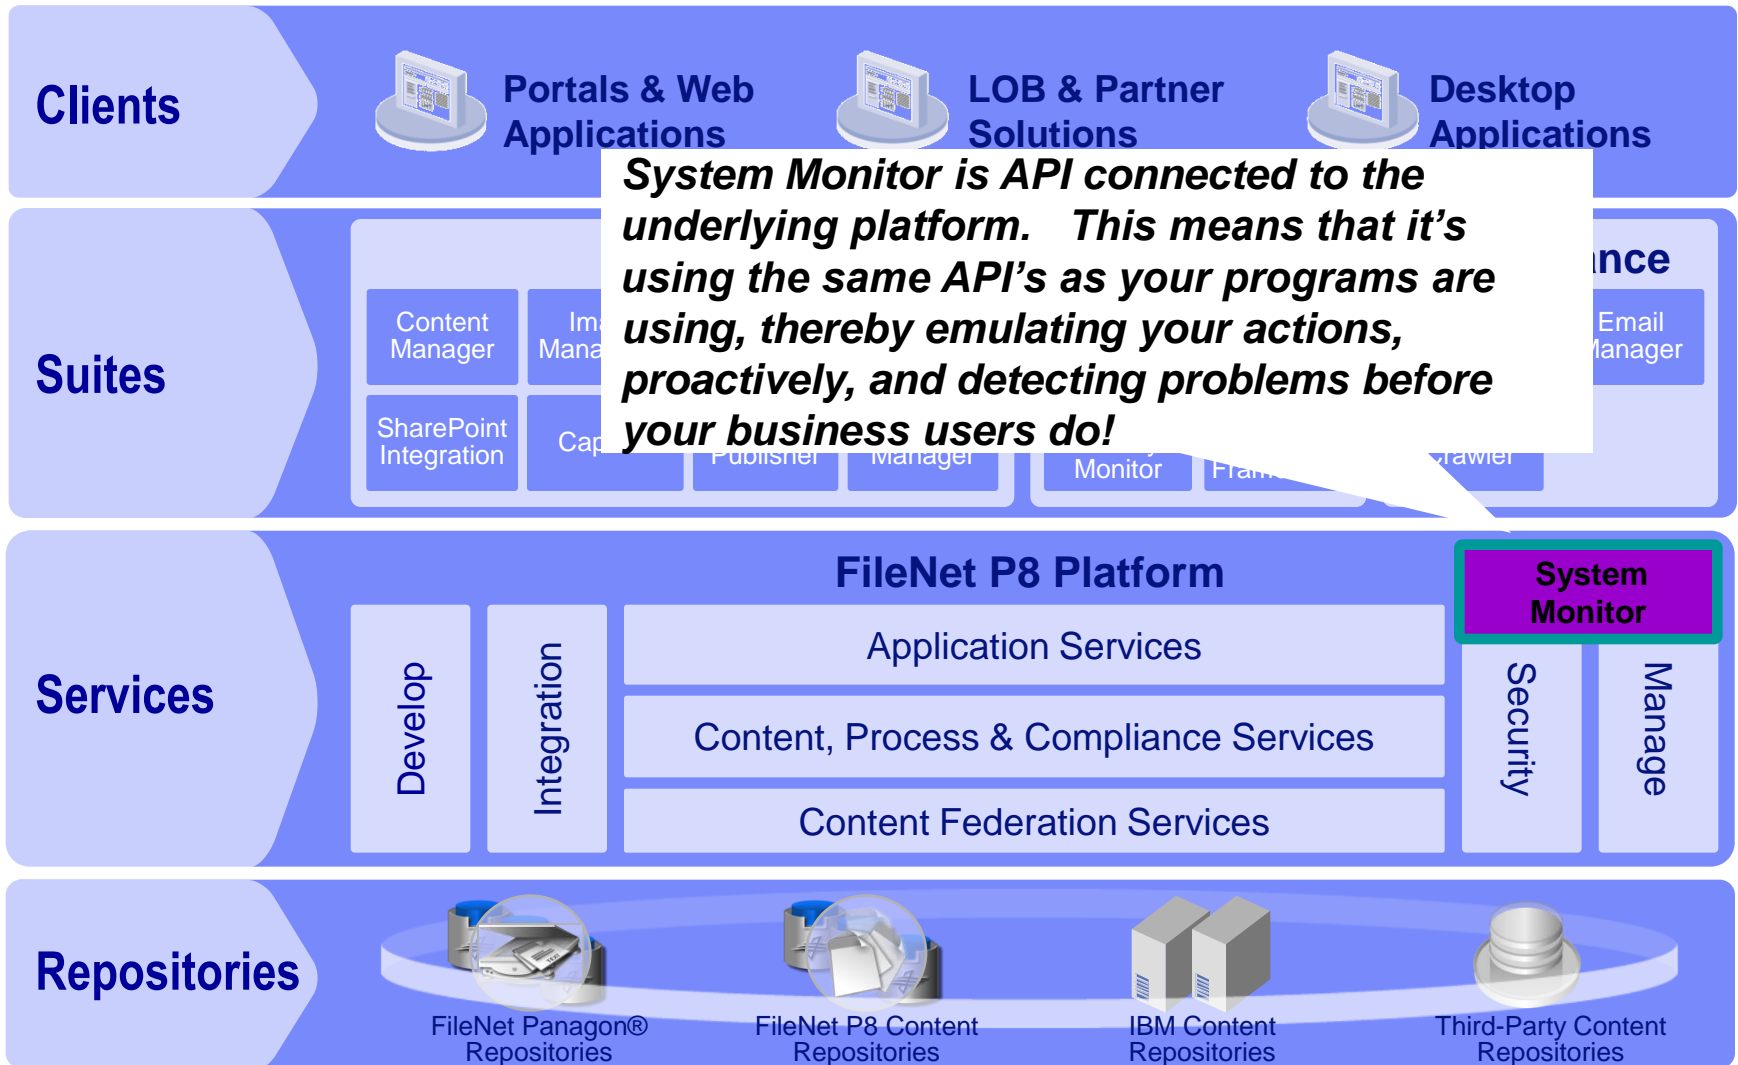 Clients
Portals & Web
Applications
LOB & Partner
Solutions
Desktop
Applications
System Monitor is API connected to the
underlying platform. This means that it's
using the same API's as your programs are
using, thereby emulating your actions,
proactively, and detecting problems before
your business users do!
Suites
Content
Manager
Email
Manager
SharePoint
Integration
Publisher
Manager
Monitor
Crawler
Services
FileNet P8 Platform
System
Monitor
Develop
Integration
Application Services
Content, Process & Compliance Services
Content Federation Services
Security
Manage
Repositories
FileNet Panagon®
Repositories
FileNet P8 Content
Repositories
IBM Content
Repositories
Third-Party Content
Repositories